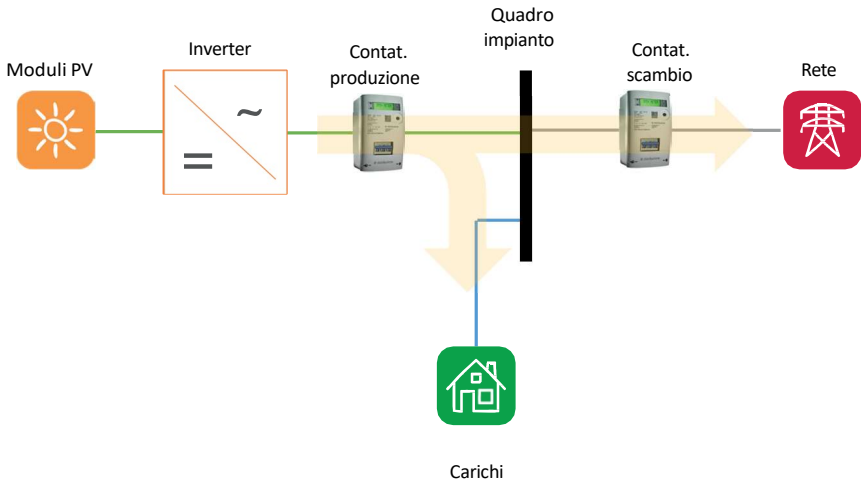 Quadro
impianto
Inverter
Contat.
produzione
Contat.
scambio
Moduli PV
Rete
~
=
Carichi